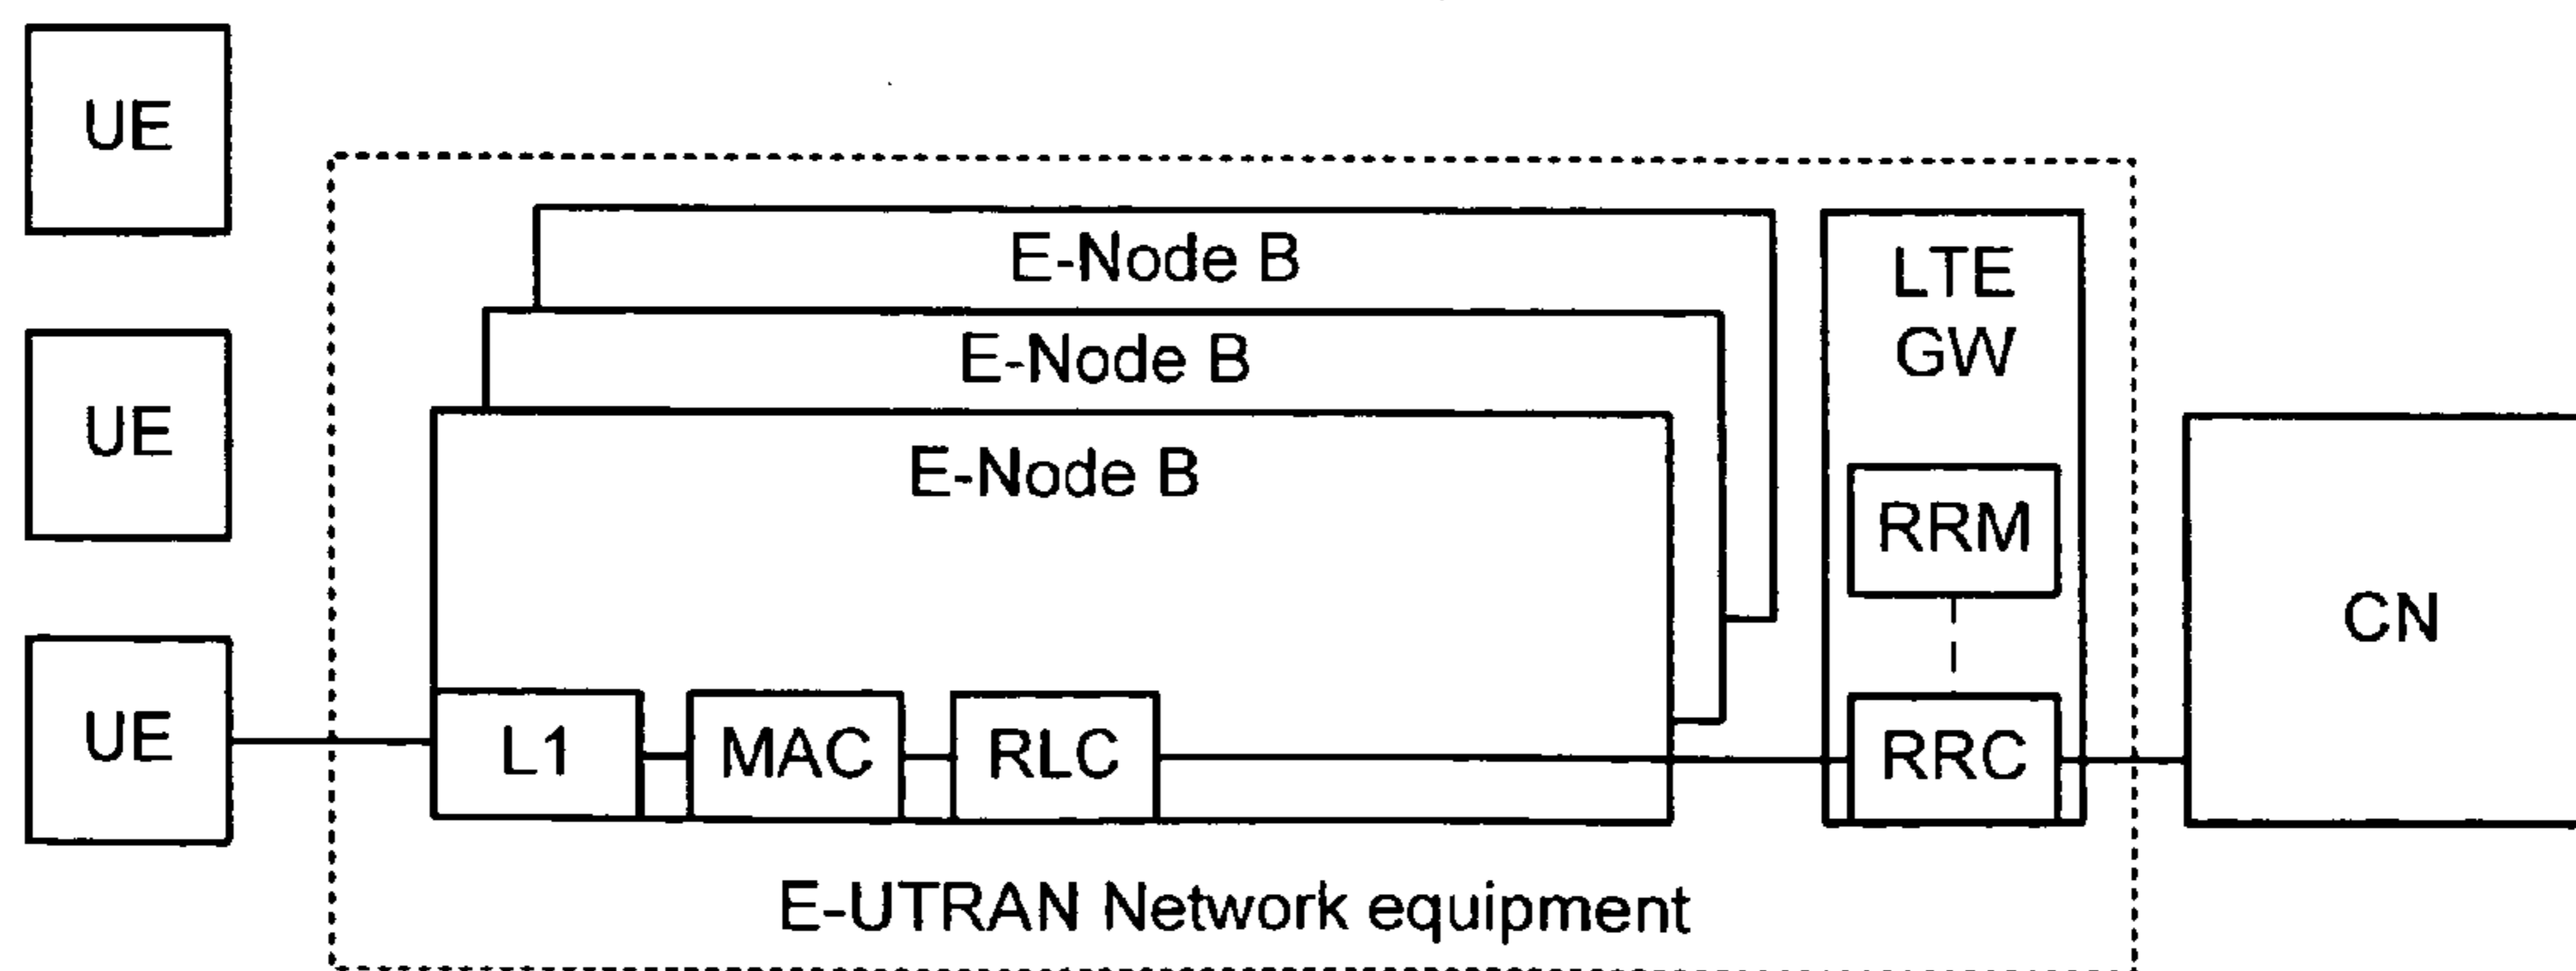 UE
UE
UE
E-Node B
E-Node B
E-Node B
L1
MAC
RLC
LTE
GW
RRM
RRC
CN
E-UTRAN Network equipment